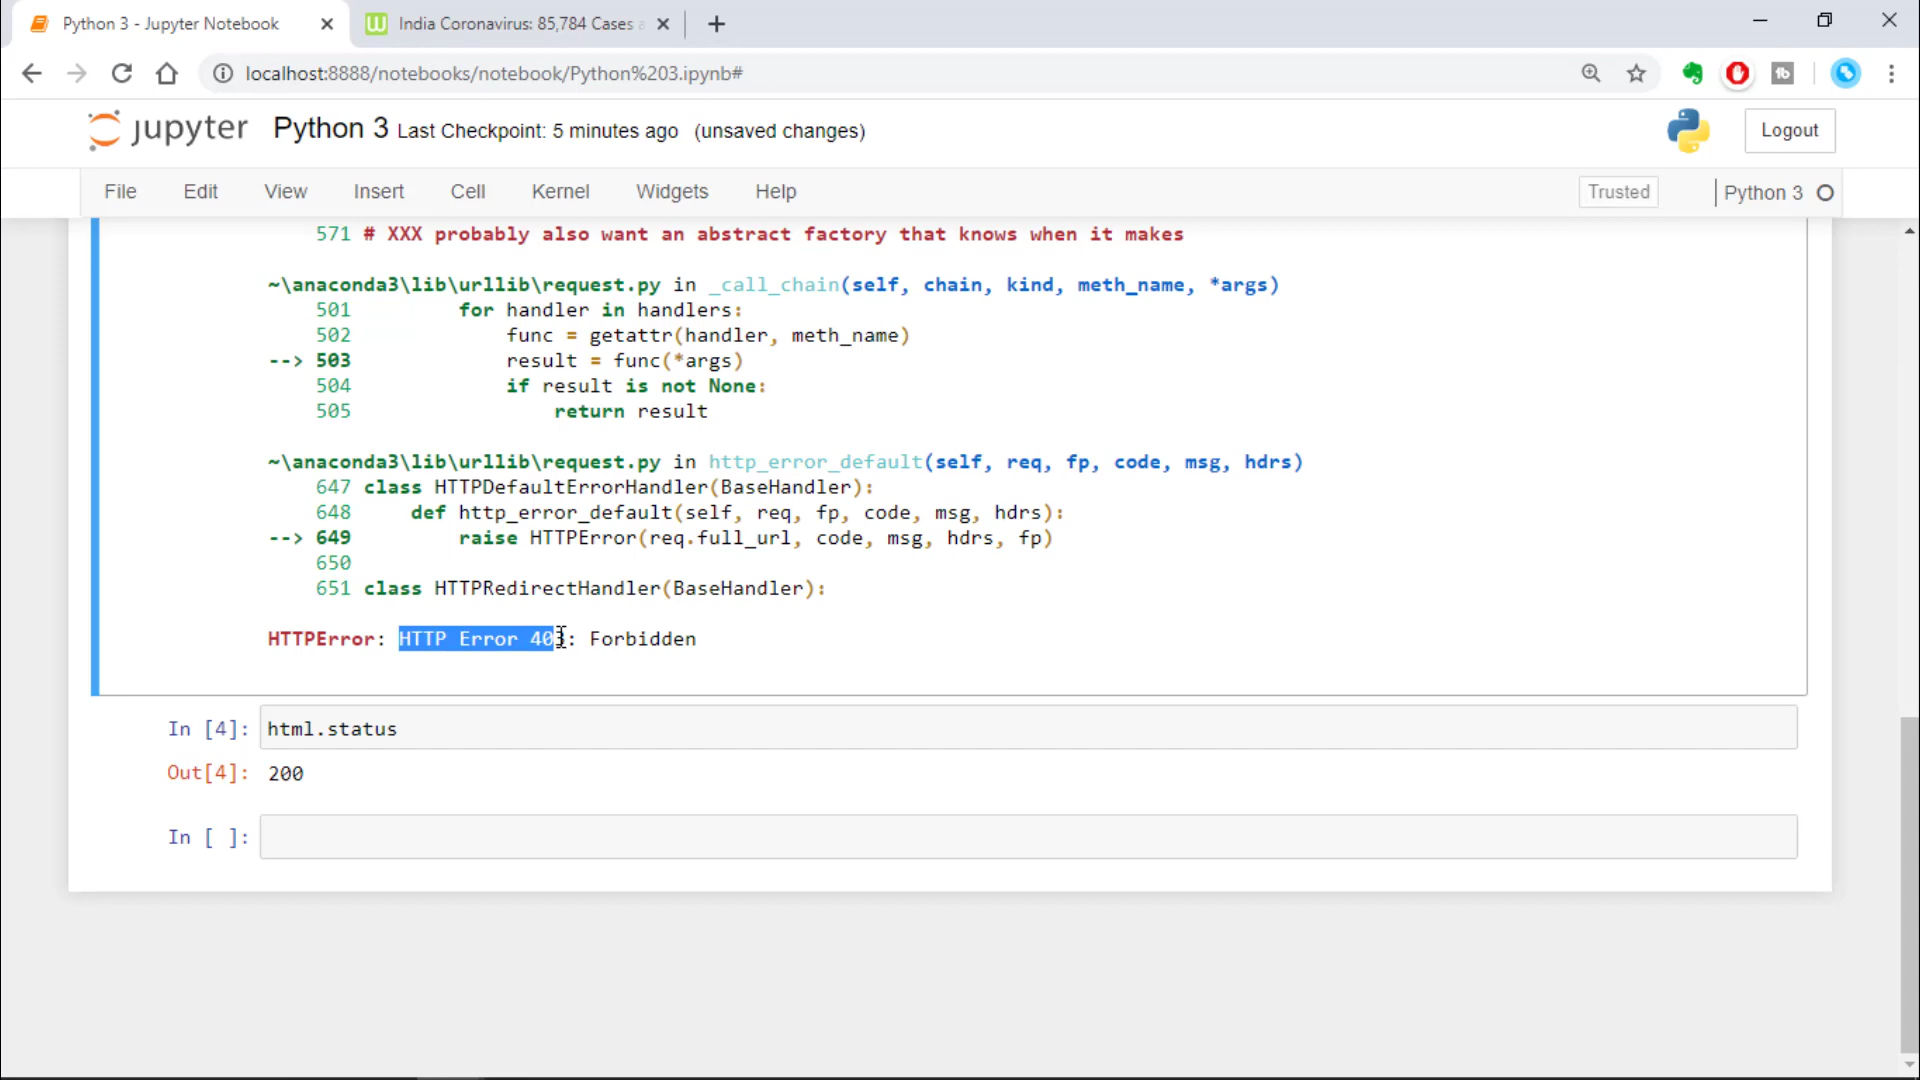 Python 3 - Jupyter Notebook
India Coronavirus: 85,784 Cases
localhost:8888/notebooks/notebook/Python%203.ipynb#
jupyter Python 3 Last Checkpoint: 5 minutes ago (unsaved changes)
Logout
File Edit View Insert Cell Kernel Widgets Help
Trusted
Python 3
571 # XXX probably also want an abstract factory that knows when it makes
~\anaconda3\lib\urllib\request.py in _call_chain(self, chain, kind, meth_name, *args)
501 for handler in handlers:
502 func = getattr(handler, meth_name)
--> 503 result = func(*args)
504 if result is not None:
505 return result
~\anaconda3\lib\urllib\request.py in http_error_default(self, req, fp, code, msg, hdrs)
647 class HTTPDefaultErrorHandler(BaseHandler):
648 def http_error_default(self, req, fp, code, msg, hdrs):
--> 649 raise HTTPError(req.full_url, code, msg, hdrs, fp)
650
651 class HTTPRedirectHandler(BaseHandler):
HTTPError: HTTP Error 403: Forbidden
In [4]: html.status
Out[4]: 200
In [ ]: